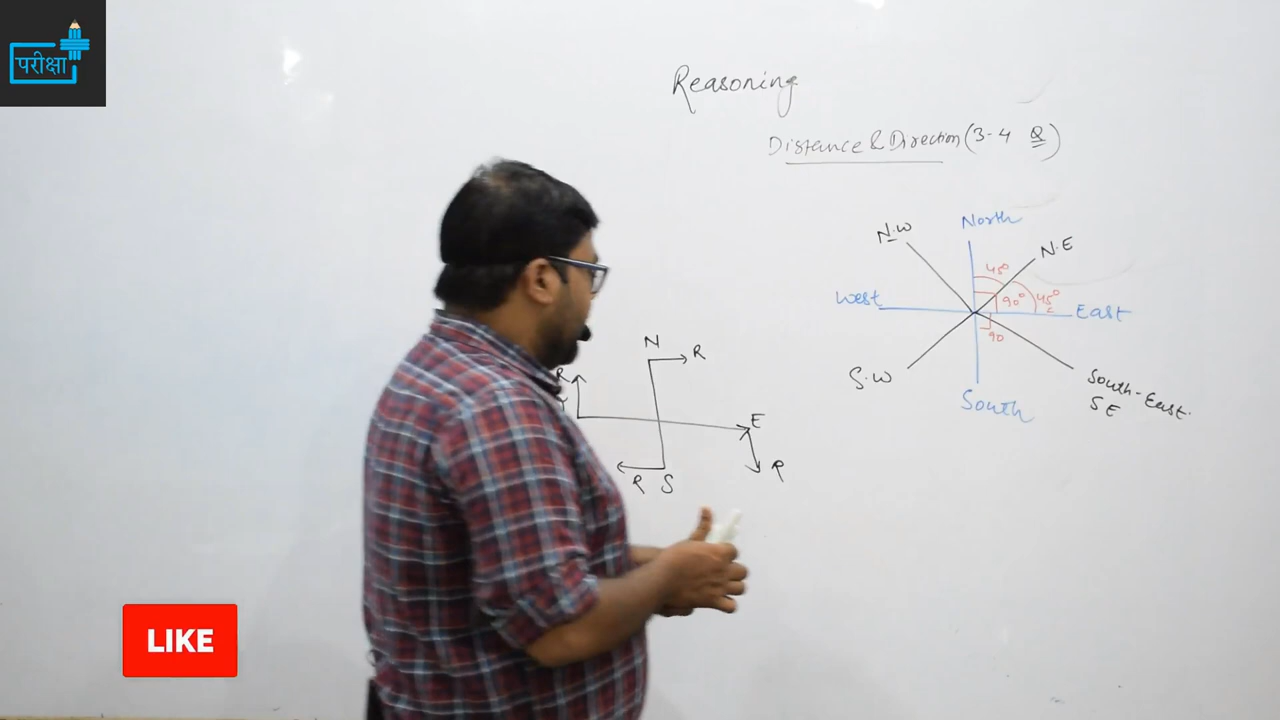 परीक्षा
Reasoning
Distance & Direction (3-4 Q)
North
N.W
N.E
45°
West
90°
45°
East
90
S.W
South-East
SE
South
N
R
R
E
R
R S
LIKE